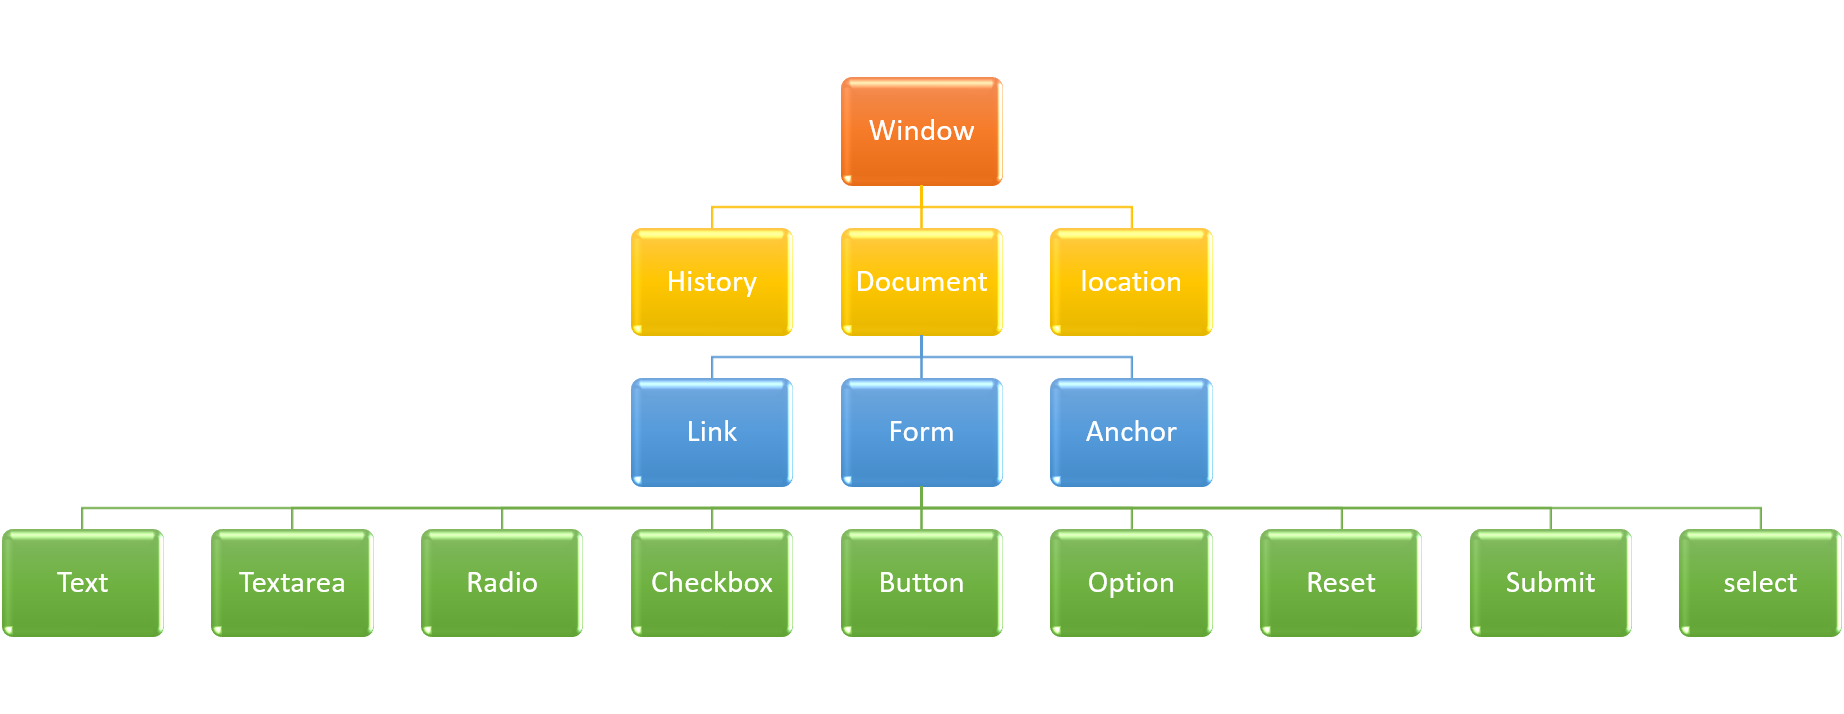 Window
History
Document
location
Link
Form
Anchor
Text
Textarea
Radio
Checkbox
Button
Option
Reset
Submit
select